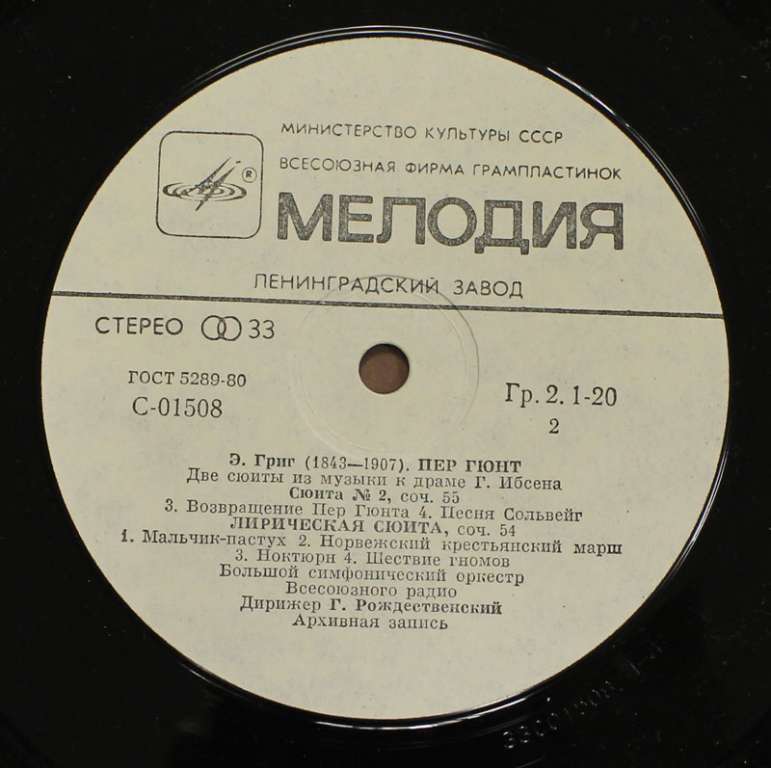 МИНИСТЕРСТВО КУЛЬТУРЫ СССР
ВСЕСОЮЗНАЯ ФИРМА ГРАМПЛАСТИНОК
®
МЕЛОДИЯ
ЛЕНИНГРАДСКИЙ ЗАВОД
СТЕРЕО 33
ГОСТ 5289-80
С-01508
Гр. 2. 1-20
2
Э. Григ (1843—1907). ПЕР ГЮНТ
Две сюиты из музыки к драме Г. Ибсена
Сюита № 2, соч. 55
3. Возвращение Пер Гюнта 4. Песня Сольвейг
ЛИРИЧЕСКАЯ СЮИТА, соч. 54
1. Мальчик-пастух 2. Норвежский крестьянский марш
3. Ноктюрн 4. Шествие гномов
Большой симфонический оркестр
Всесоюзного радио
Дирижер Г. Рождественский
Архивная запись